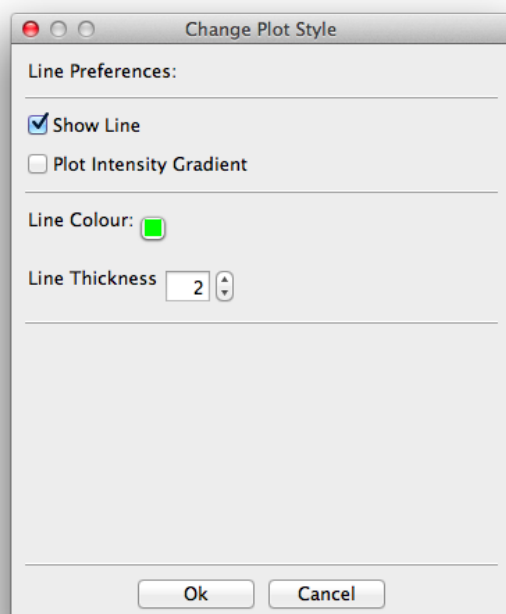 Change Plot Style
Line Preferences:
Show Line
Plot Intensity Gradient
Line Colour:
Line Thickness 2
Ok Cancel